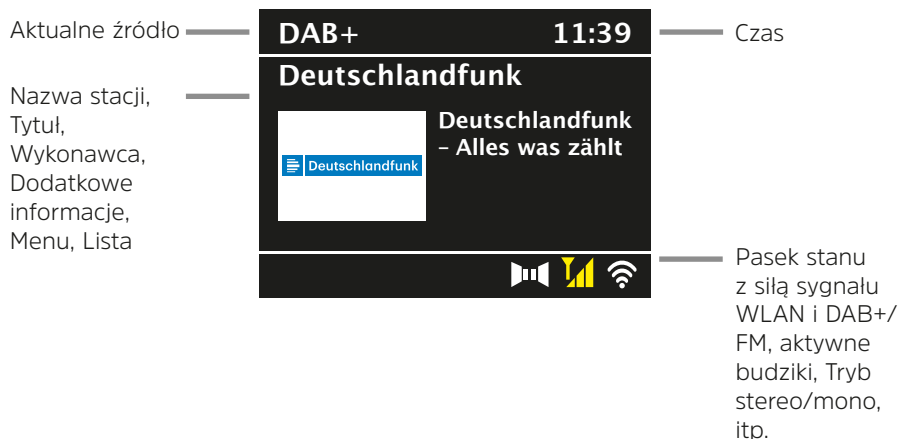 Aktualne źródło
DAB+ 11:39
Czas
Nazwa stacji,
Tytuł,
Wykonawca,
Dodatkowe
informacje,
Menu, Lista
Deutschlandfunk
Deutschlandfunk
Deutschlandfunk
– Alles was zählt
Pasek stanu
z siłą sygnału
WLAN i DAB+/
FM, aktywne
budziki, Tryb
stereo/mono,
itp.